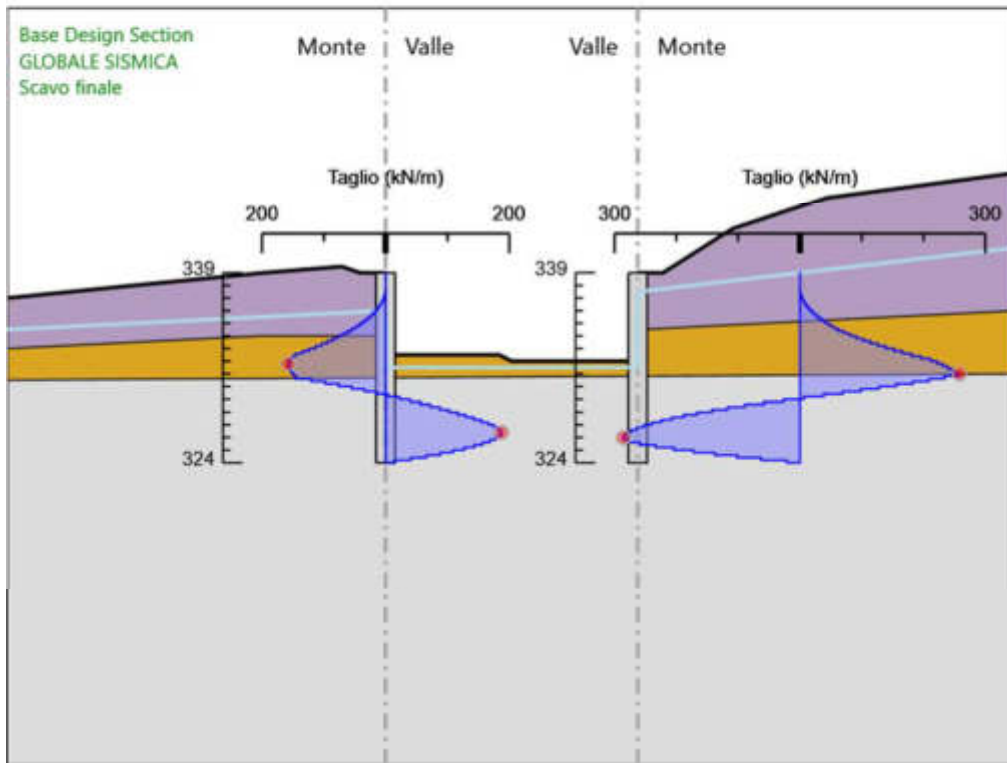 Base Design Section
GLOBALE SISMICA
Scavo finale
Monte Valle Valle Monte
Taglio (kN/m) Taglio (kN/m)
200 200 300 300
339 339
324 324